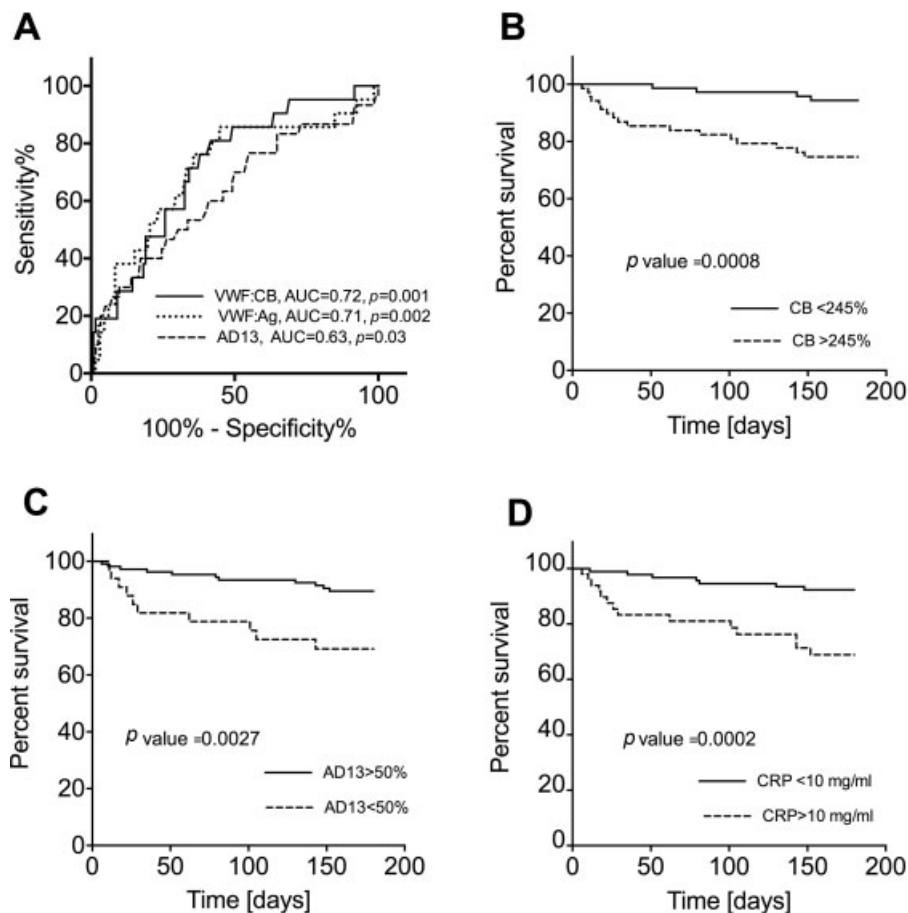 A
100
80
60
40
20
0
Sensitivity%
VWF:CB, AUC=0.72, p=0.001
VWF:Ag, AUC=0.71, p=0.002
AD13, AUC=0.63, p=0.03
0
50
100
100% - Specificity%
B
100
80
60
40
20
0
Percent survival
p value =0.0008
CB <245%
CB >245%
0
50
100
150
200
Time [days]
C
100
80
60
40
20
0
Percent survival
p value =0.0027
AD13>50%
AD13<50%
0
50
100
150
200
Time [days]
D
100
80
60
40
20
0
Percent survival
p value =0.0002
CRP <10 mg/ml
CRP>10 mg/ml
0
50
100
150
200
Time [days]